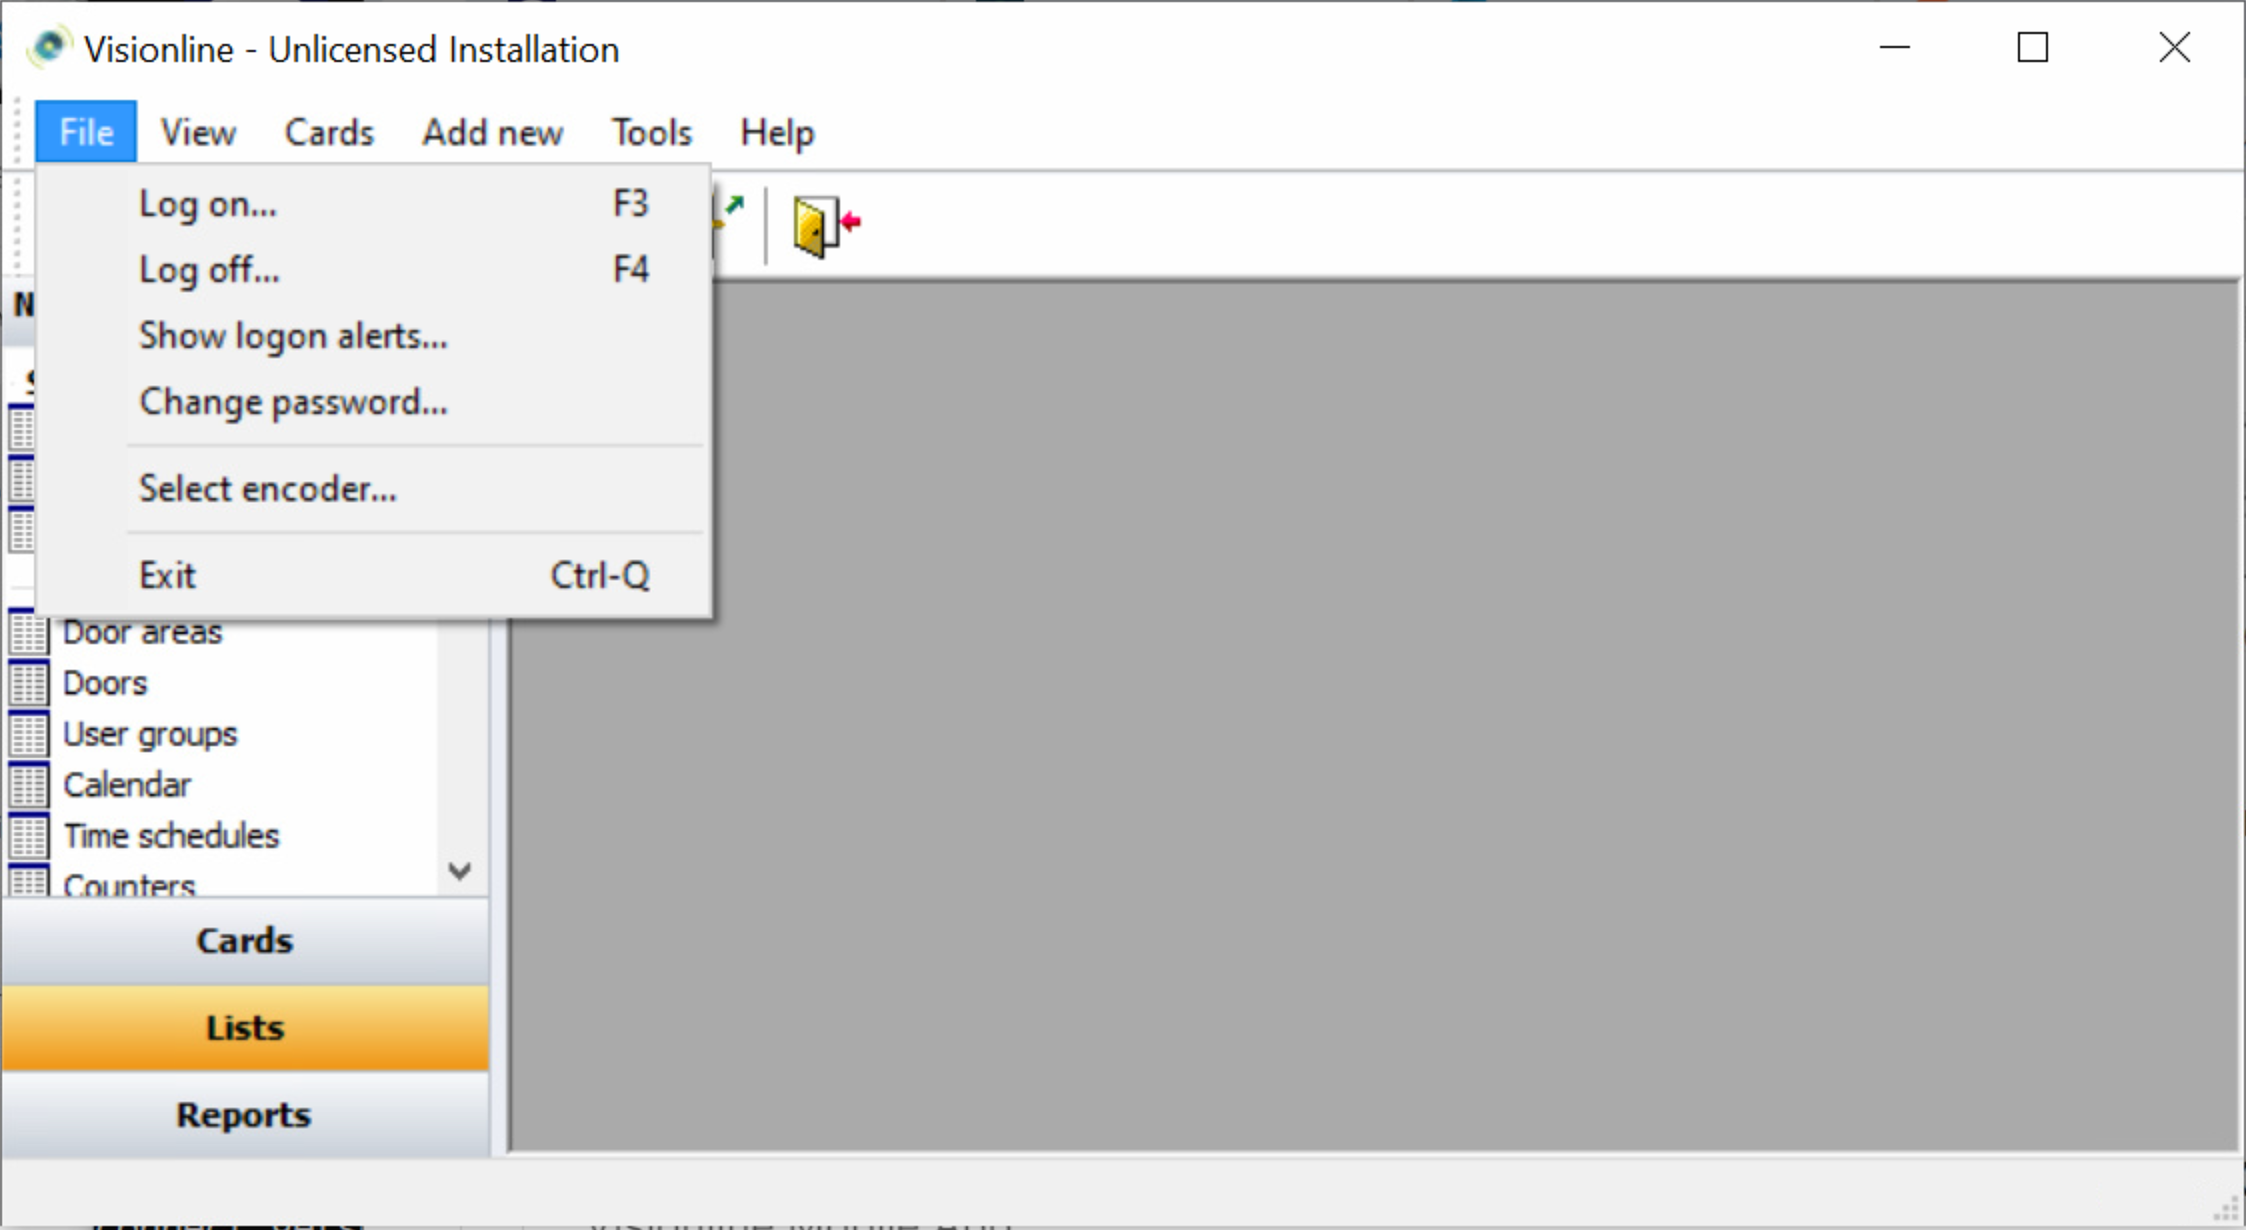 Visionline - Unlicensed Installation
File View Cards Add new Tools Help
Log on... F3
Log off... F4
Show logon alerts...
Change password...
Select encoder...
Exit Ctrl-Q
Door areas
Doors
User groups
Calendar
Time schedules
Counters
Cards
Lists
Reports